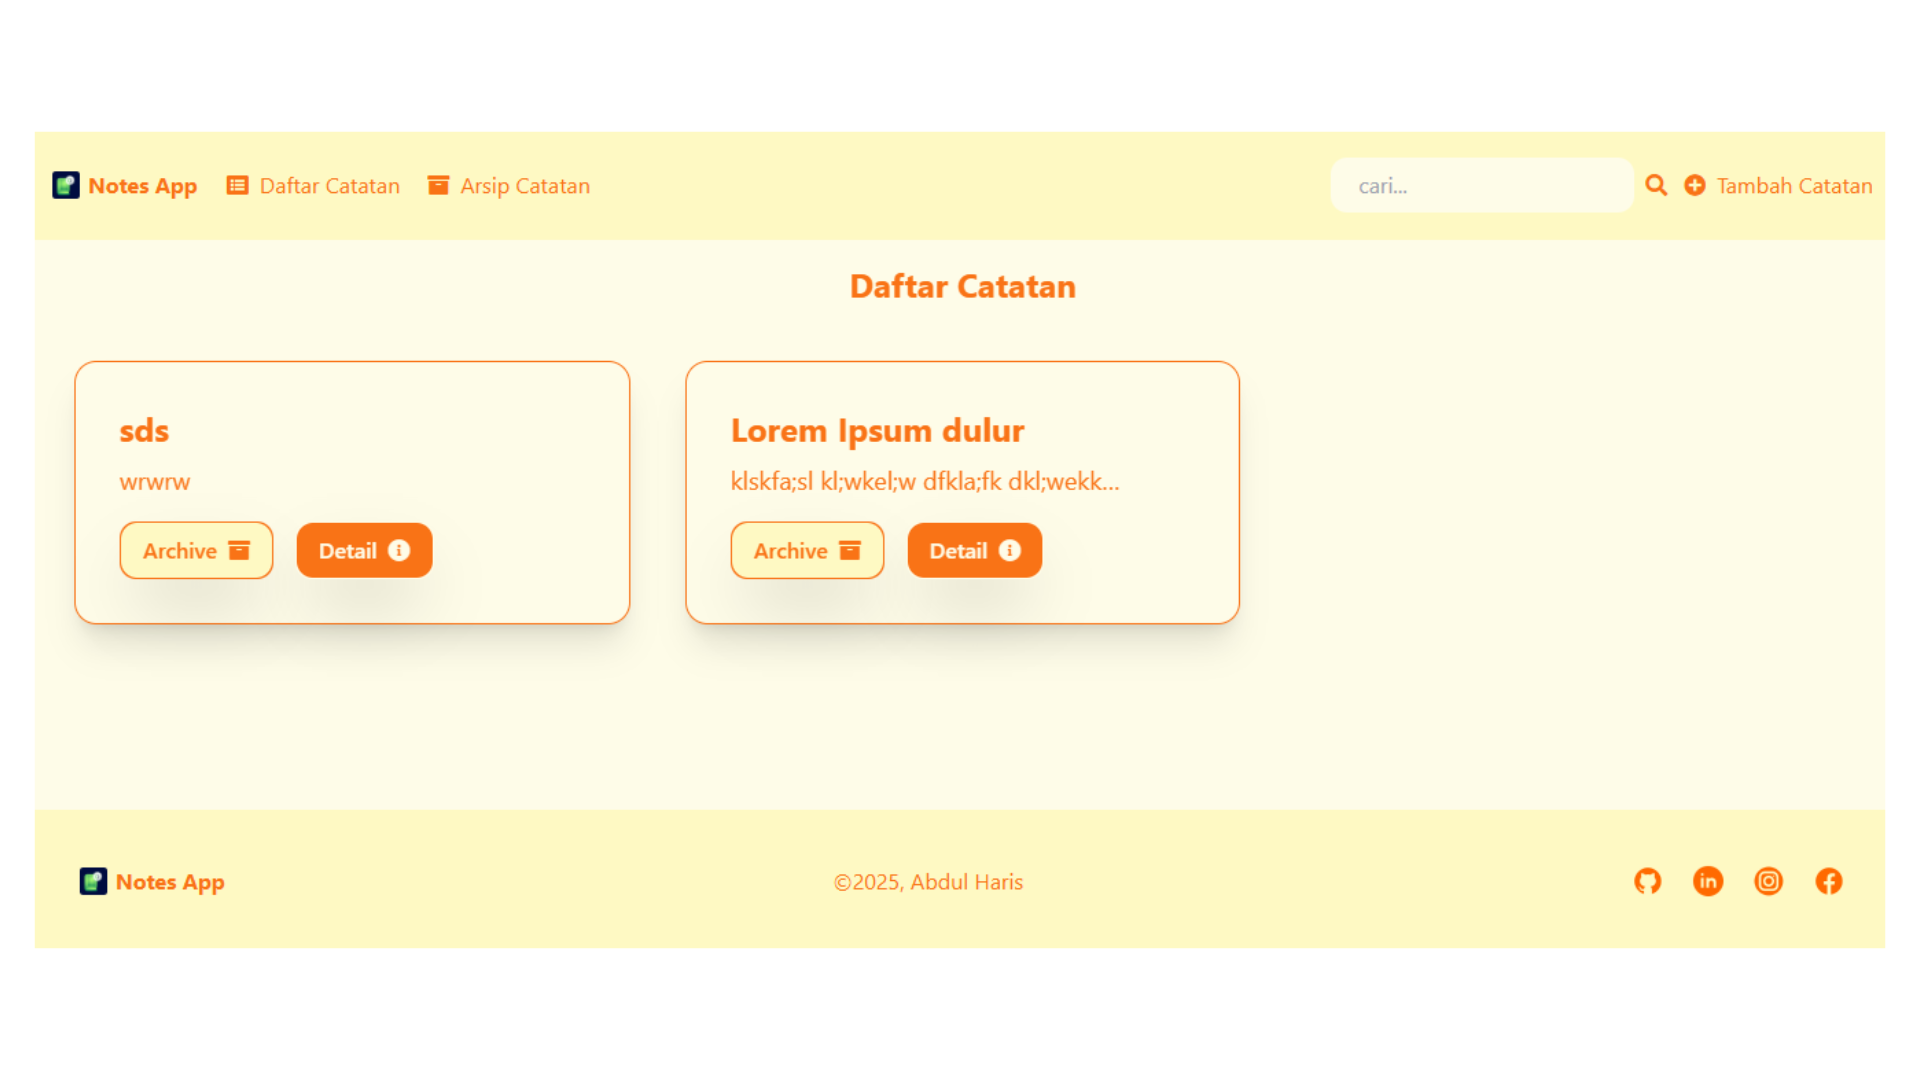 Notes App Daftar Catatan Arsip Catatan cari... Tambah Catatan
Daftar Catatan
sds
wrwrw
Archive Detail
Lorem Ipsum dulur
klskfa;sl kl;wkel;w dfkla;fk dkl;wekk...
Archive Detail
Notes App ©2025, Abdul Haris